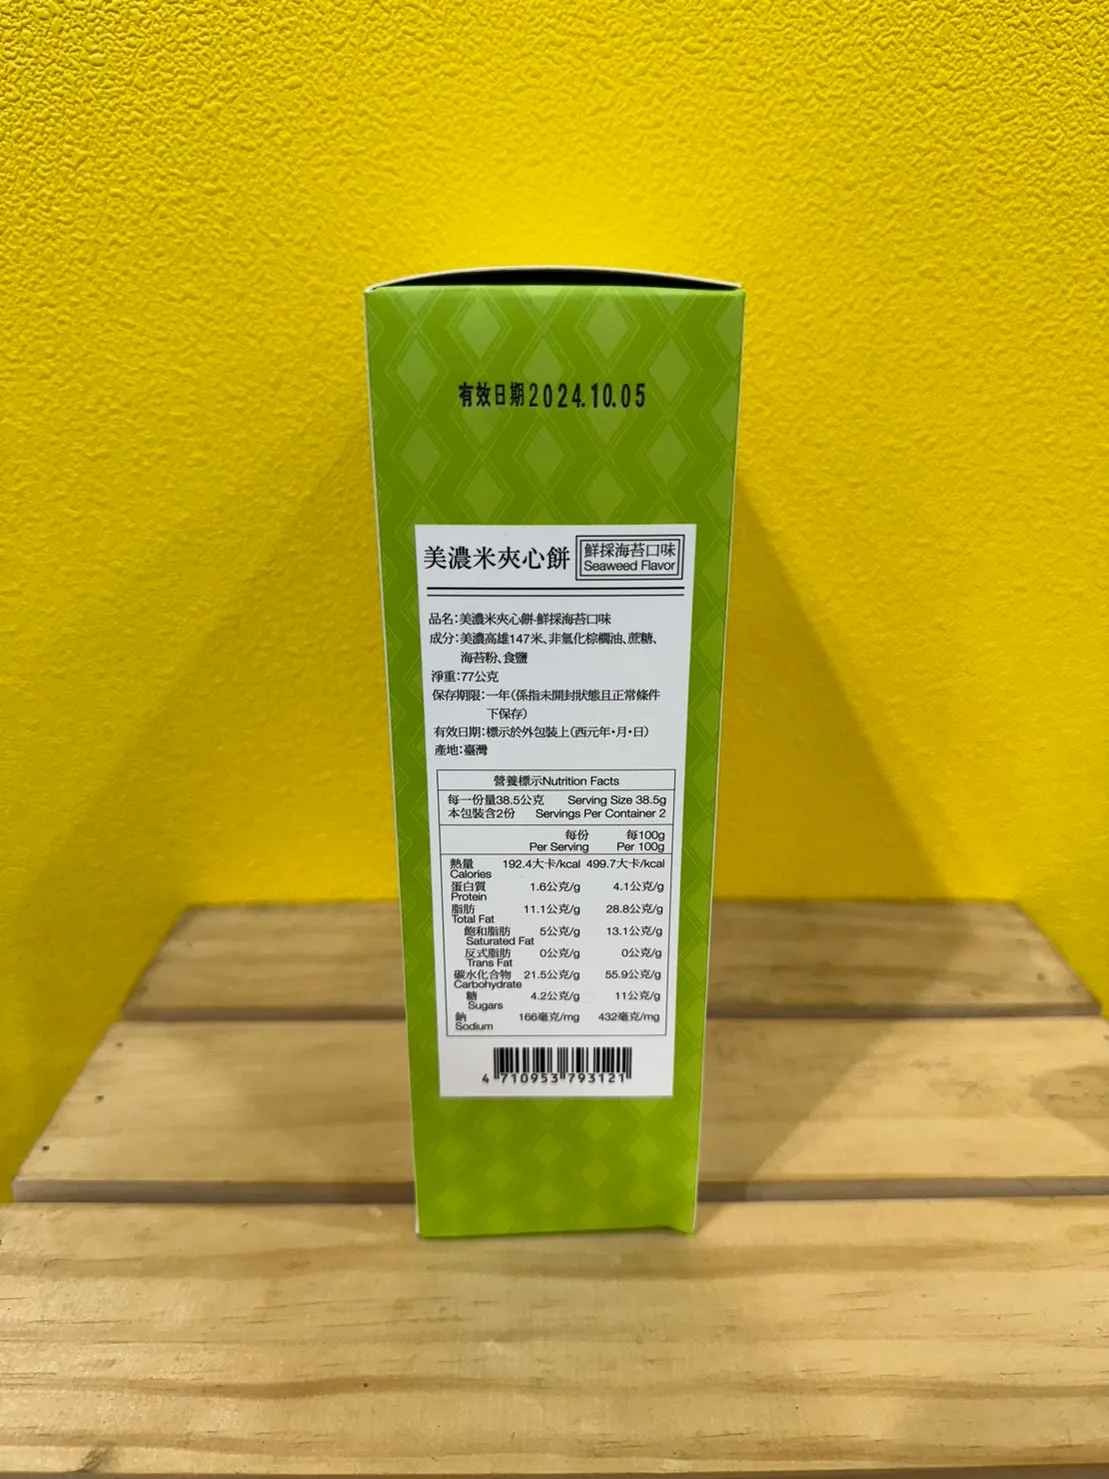 有效日期2024.10.05
美濃米夾心餅 鮮採海苔口味
Seaweed Flavor
品名:美濃米夾心餅-鮮採海苔口味
成分:美濃高雄147米、非氫化棕櫚油、蔗糖、
海苔粉、食鹽
淨重:77公克
保存期限:一年(係指未開封狀態且正常條件
下保存)
有效日期:標示於外包裝上(西元年・月・日)
產地:臺灣
營養標示Nutrition Facts
每一份量38.5公克 Serving Size 38.5g
本包裝含2份 Servings Per Container 2
每份 每100g
Per Serving Per 100g
熱量 192.4大卡/kcal 499.7大卡/kcal
Calories
蛋白質 1.6公克/g 4.1公克/g
Protein
脂肪 11.1公克/g 28.8公克/g
Total Fat
飽和脂肪 5公克/g 13.1公克/g
Saturated Fat
反式脂肪 0公克/g 0公克/g
Trans Fat
碳水化合物 21.5公克/g 55.9公克/g
Carbohydrate
糖 4.2公克/g 11公克/g
Sugars
鈉 166毫克/mg 432毫克/mg
Sodium
4 710953 793121